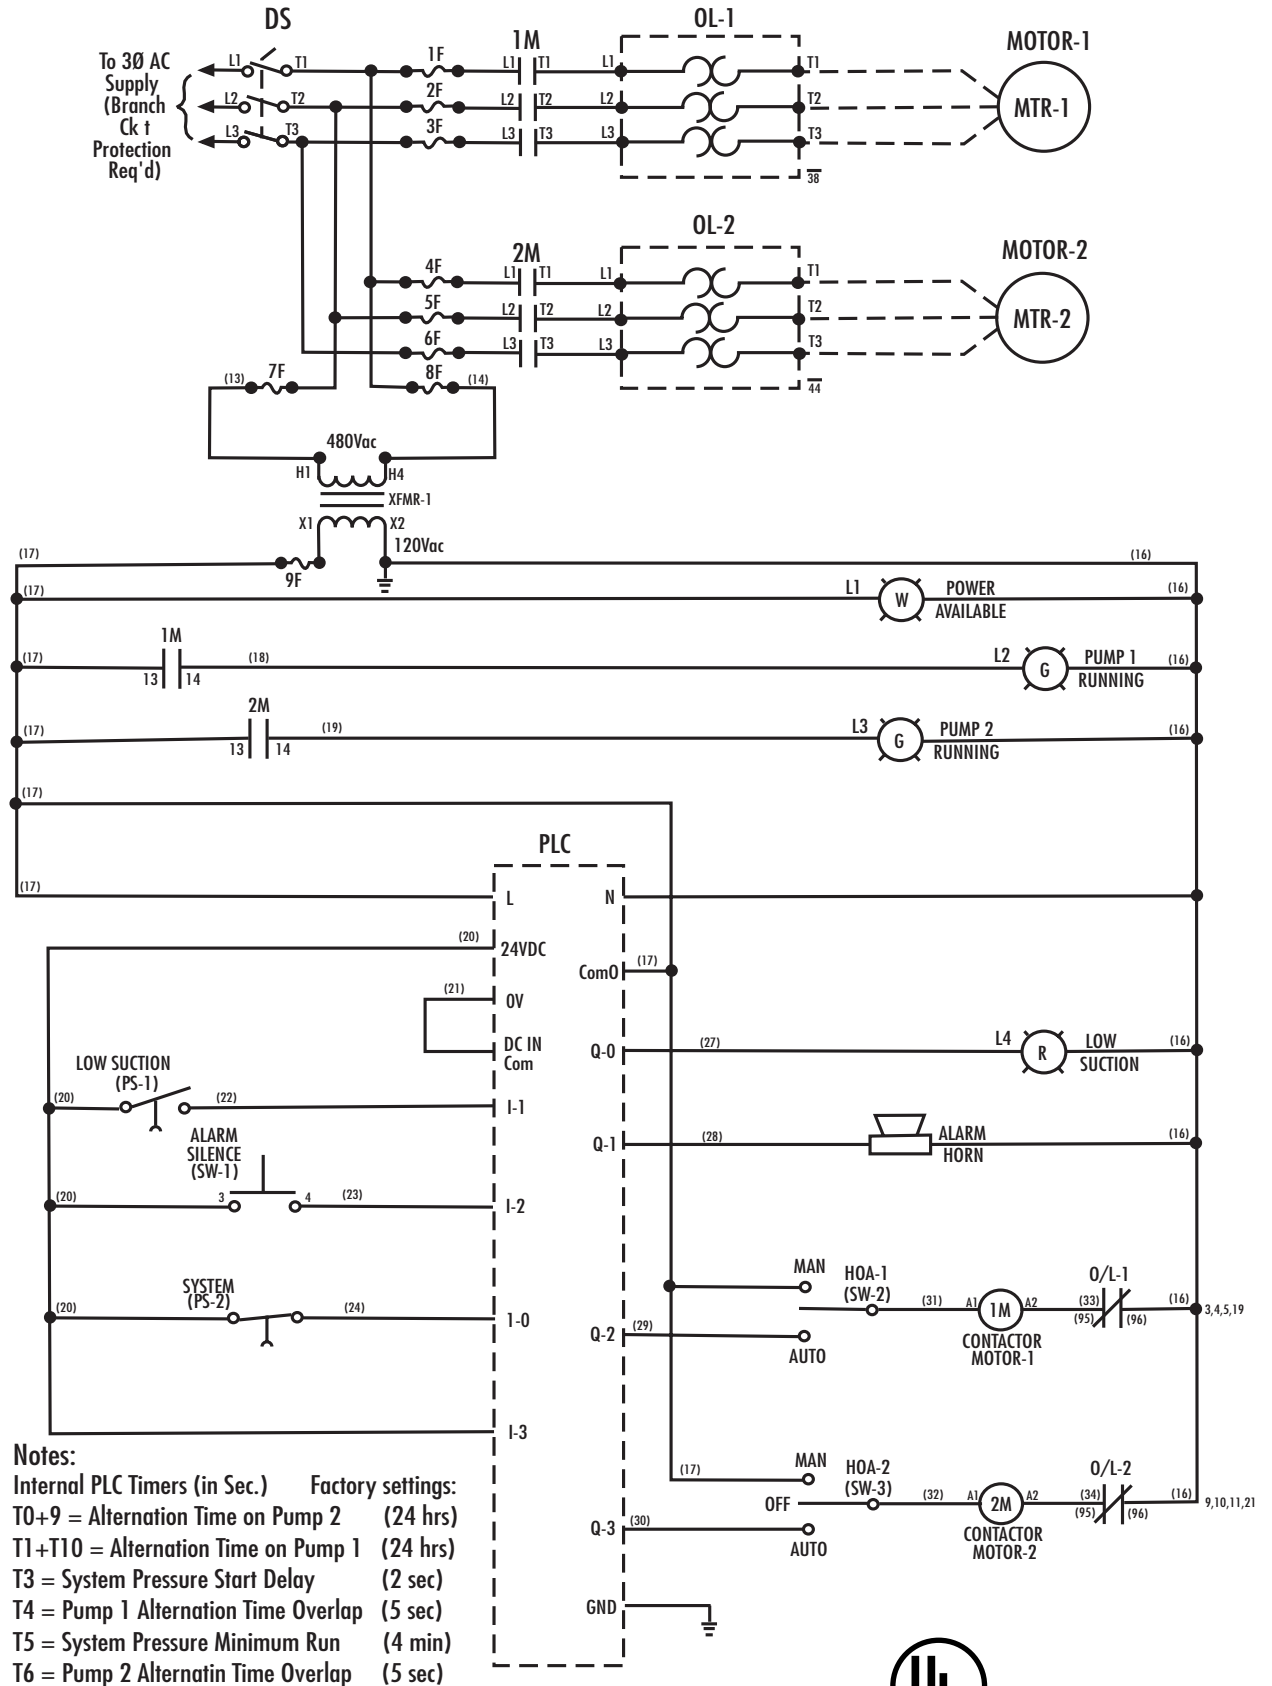 DS
To 3Ø AC
Supply
(Branch
Ck t
Protection
Req'd)
L1 T1
L2 T2
L3 T3
1F
2F
3F
1M
L1 T1
L2 T2
L3 T3
OL-1
L1 T1
L2 T2
L3 T3
38
MOTOR-1
MTR-1
4F
5F
6F
2M
L1 T1
L2 T2
L3 T3
OL-2
L1 T1
L2 T2
L3 T3
44
MOTOR-2
MTR-2
(13) 7F
8F (14)
480Vac
H1 H4
XFMR-1
X1 X2
120Vac
(17) 9F (16)
(17) L1 W POWER AVAILABLE (16)
(17) 1M 13 14 (18) L2 G PUMP 1 RUNNING (16)
(17) 2M 13 14 (19) L3 G PUMP 2 RUNNING (16)
(17)
PLC
(17) L N
(20) 24VDC
Com0 (17)
(21) 0V
DC IN
Com
Q-0 (27) L4 R LOW SUCTION (16)
LOW SUCTION
(PS-1)
(20) (22) I-1
Q-1 (28) ALARM HORN (16)
ALARM
SILENCE
(SW-1)
(20) 3 4 (23) I-2
SYSTEM
(PS-2)
(20) (24) 1-0
MAN
HOA-1
(SW-2)
Q-2 (29) AUTO
(31) A1 1M A2 (33) (95) O/L-1 (96) (16) 3,4,5,19
CONTACTOR
MOTOR-1
I-3
(17) MAN
OFF
HOA-2
(SW-3)
Q-3 (30) AUTO
(32) A1 2M A2 (34) (95) O/L-2 (96) (16) 9,10,11,21
CONTACTOR
MOTOR-2
GND
Notes:
Internal PLC Timers (in Sec.) Factory settings:
T0+9 = Alternation Time on Pump 2 (24 hrs)
T1+T10 = Alternation Time on Pump 1 (24 hrs)
T3 = System Pressure Start Delay (2 sec)
T4 = Pump 1 Alternation Time Overlap (5 sec)
T5 = System Pressure Minimum Run (4 min)
T6 = Pump 2 Alternatin Time Overlap (5 sec)